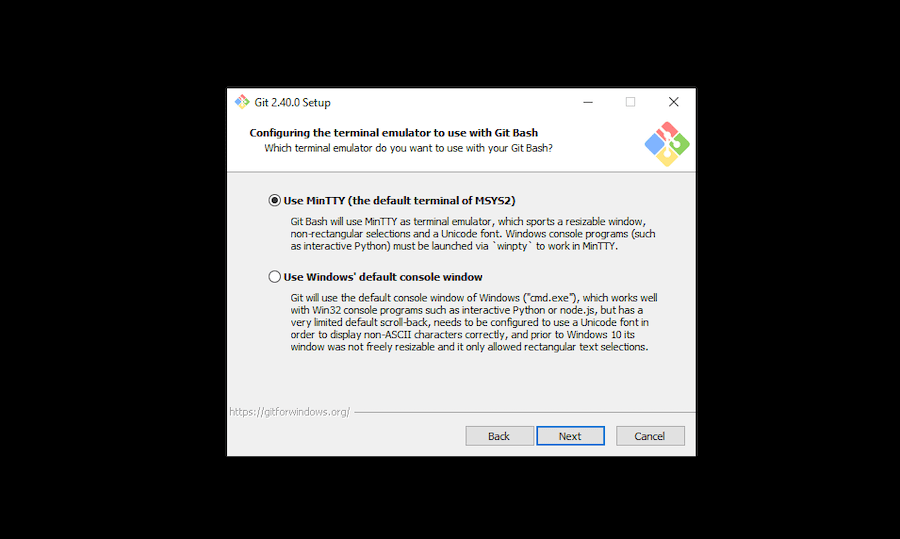 Git 2.40.0 Setup
Configuring the terminal emulator to use with Git Bash
Which terminal emulator do you want to use with your Git Bash?
Use MinTTY (the default terminal of MSYS2)
Git Bash will use MinTTY as terminal emulator, which sports a resizable window,
non-rectangular selections and a Unicode font. Windows console programs (such
as interactive Python) must be launched via `winpty` to work in MinTTY.
Use Windows' default console window
Git will use the default console window of Windows ("cmd.exe"), which works well
with Win32 console programs such as interactive Python or node.js, but has a
very limited default scroll-back, needs to be configured to use a Unicode font in
order to display non-ASCII characters correctly, and prior to Windows 10 its
window was not freely resizable and it only allowed rectangular text selections.
https://gitforwindows.org/
Back Next Cancel